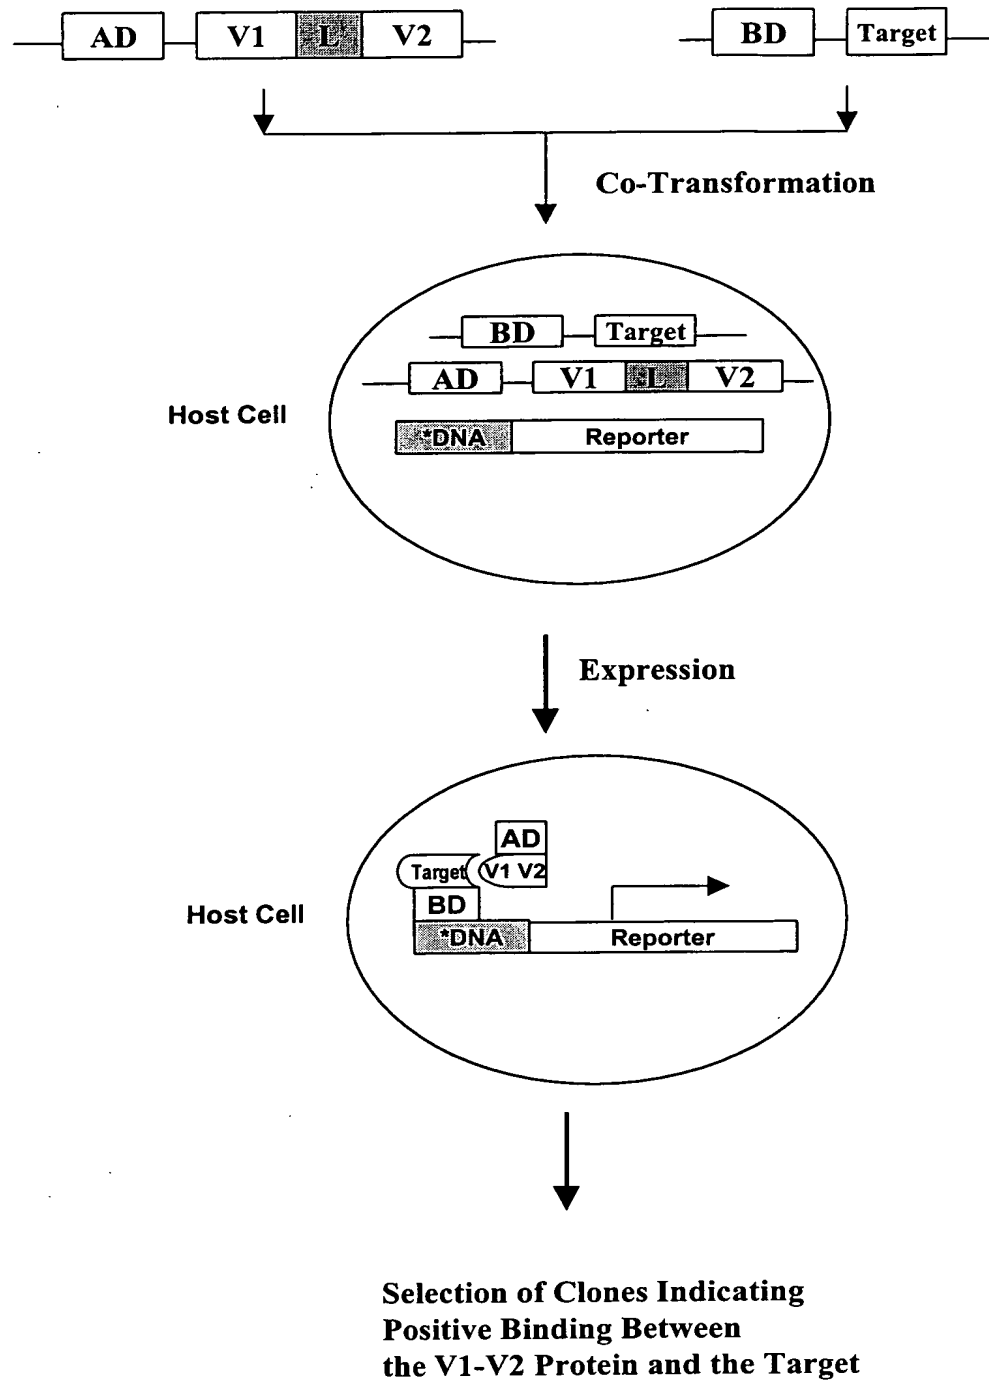 AD V1 L V2 BD Target
Co-Transformation
BD Target
AD V1 L V2
Host Cell
*DNA Reporter
Expression
AD
Target V1 V2
BD
Host Cell
*DNA Reporter
Selection of Clones Indicating
Positive Binding Between
the V1-V2 Protein and the Target